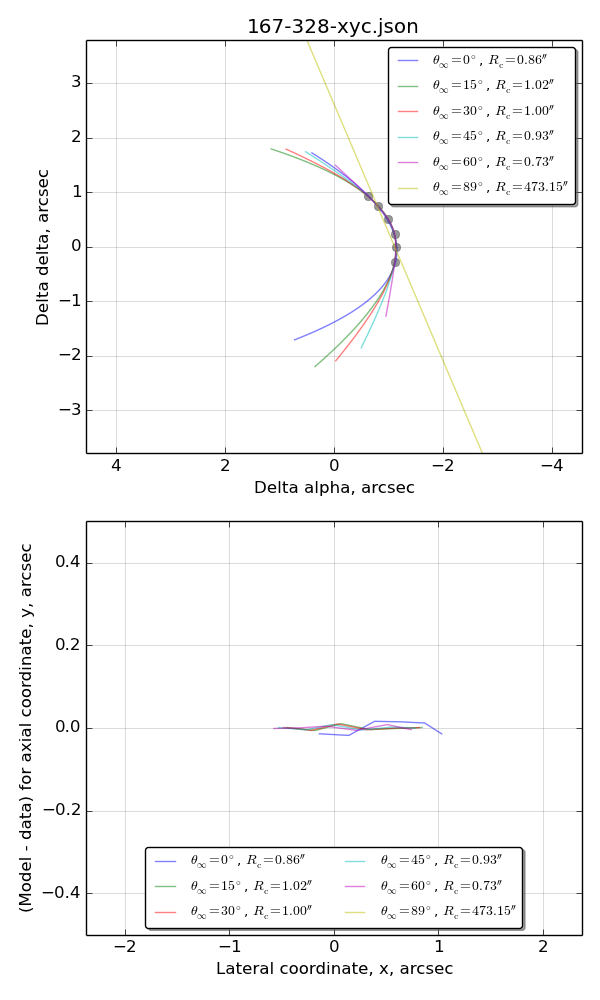 167-328-xyc.json
θ∞=0°, Rc=0.86″
θ∞=15°, Rc=1.02″
θ∞=30°, Rc=1.00″
θ∞=45°, Rc=0.93″
θ∞=60°, Rc=0.73″
θ∞=89°, Rc=473.15″
3
2
1
0
−1
−2
−3
Delta delta, arcsec
4 2 0 −2 −4
Delta alpha, arcsec
0.4
0.2
0.0
−0.2
−0.4
(Model - data) for axial coordinate, y, arcsec
θ∞=0°, Rc=0.86″ θ∞=45°, Rc=0.93″
θ∞=15°, Rc=1.02″ θ∞=60°, Rc=0.73″
θ∞=30°, Rc=1.00″ θ∞=89°, Rc=473.15″
−2 −1 0 1 2
Lateral coordinate, x, arcsec